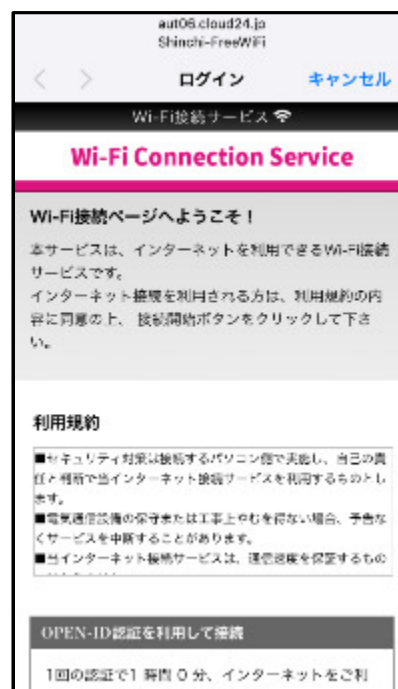 aut06.cloud24.jp
Shinchi-FreeWiFi
ログイン
キャンセル
Wi-Fi接続サービス
Wi-Fi Connection Service
Wi-Fi接続ページへようこそ！
本サービスは、インターネットを利用できるWi-Fi接続
サービスです。
インターネット接続を利用される方は、利用規約の内
容に同意の上、 接続開始ボタンをクリックして下さ
い。
利用規約
■セキュリティ対策は接続するパソコン側で実施し、自己の責
任と判断で当インターネット接続サービスを利用するものとし
ます。
■電気通信設備の保守または工事上やむを得ない場合、予告な
くサービスを中断することがあります。
■当インターネット接続サービスは、通信速度を保証するもの
OPEN-ID認証を利用して接続
1回の認証で1 時間 0 分、インターネットをご利